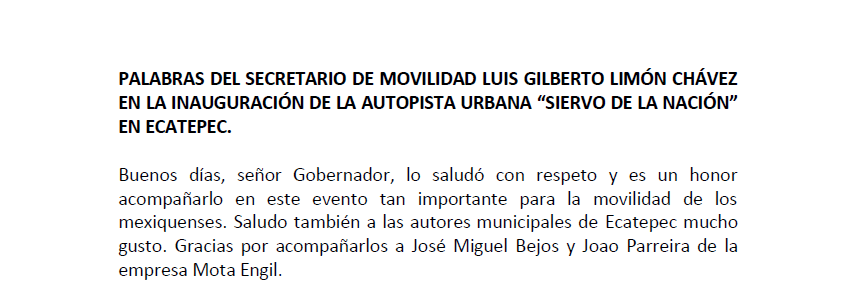 PALABRAS DEL SECRETARIO DE MOVILIDAD LUIS GILBERTO LIMÓN CHÁVEZ
EN LA INAUGURACIÓN DE LA AUTOPISTA URBANA “SIERVO DE LA NACIÓN”
EN ECATEPEC.
Buenos días, señor Gobernador, lo saludó con respeto y es un honor
acompañarlo en este evento tan importante para la movilidad de los
mexiquenses. Saludo también a las autores municipales de Ecatepec mucho
gusto. Gracias por acompañarlos a José Miguel Bejos y Joao Parreira de la
empresa Mota Engil.